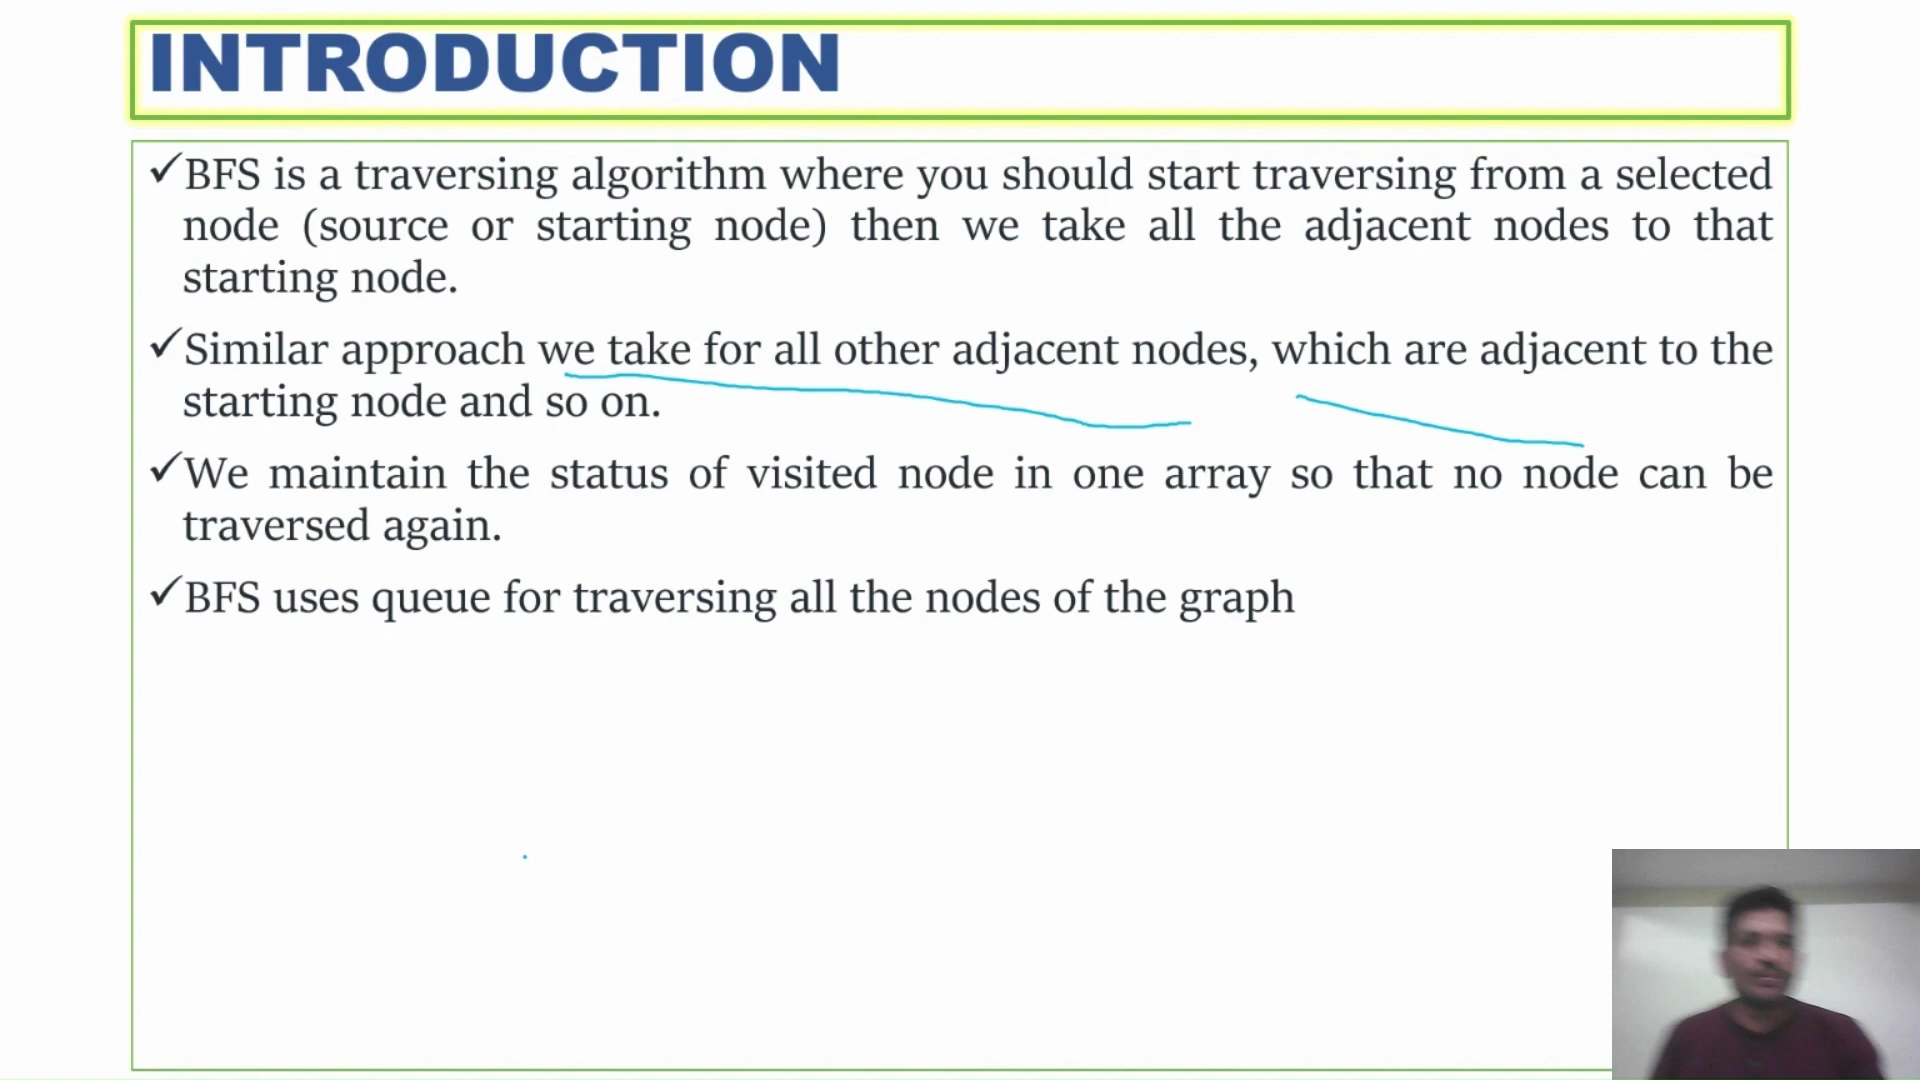 INTRODUCTION
✓BFS is a traversing algorithm where you should start traversing from a selected
node (source or starting node) then we take all the adjacent nodes to that
starting node.
✓Similar approach we take for all other adjacent nodes, which are adjacent to the
starting node and so on.
✓We maintain the status of visited node in one array so that no node can be
traversed again.
✓BFS uses queue for traversing all the nodes of the graph